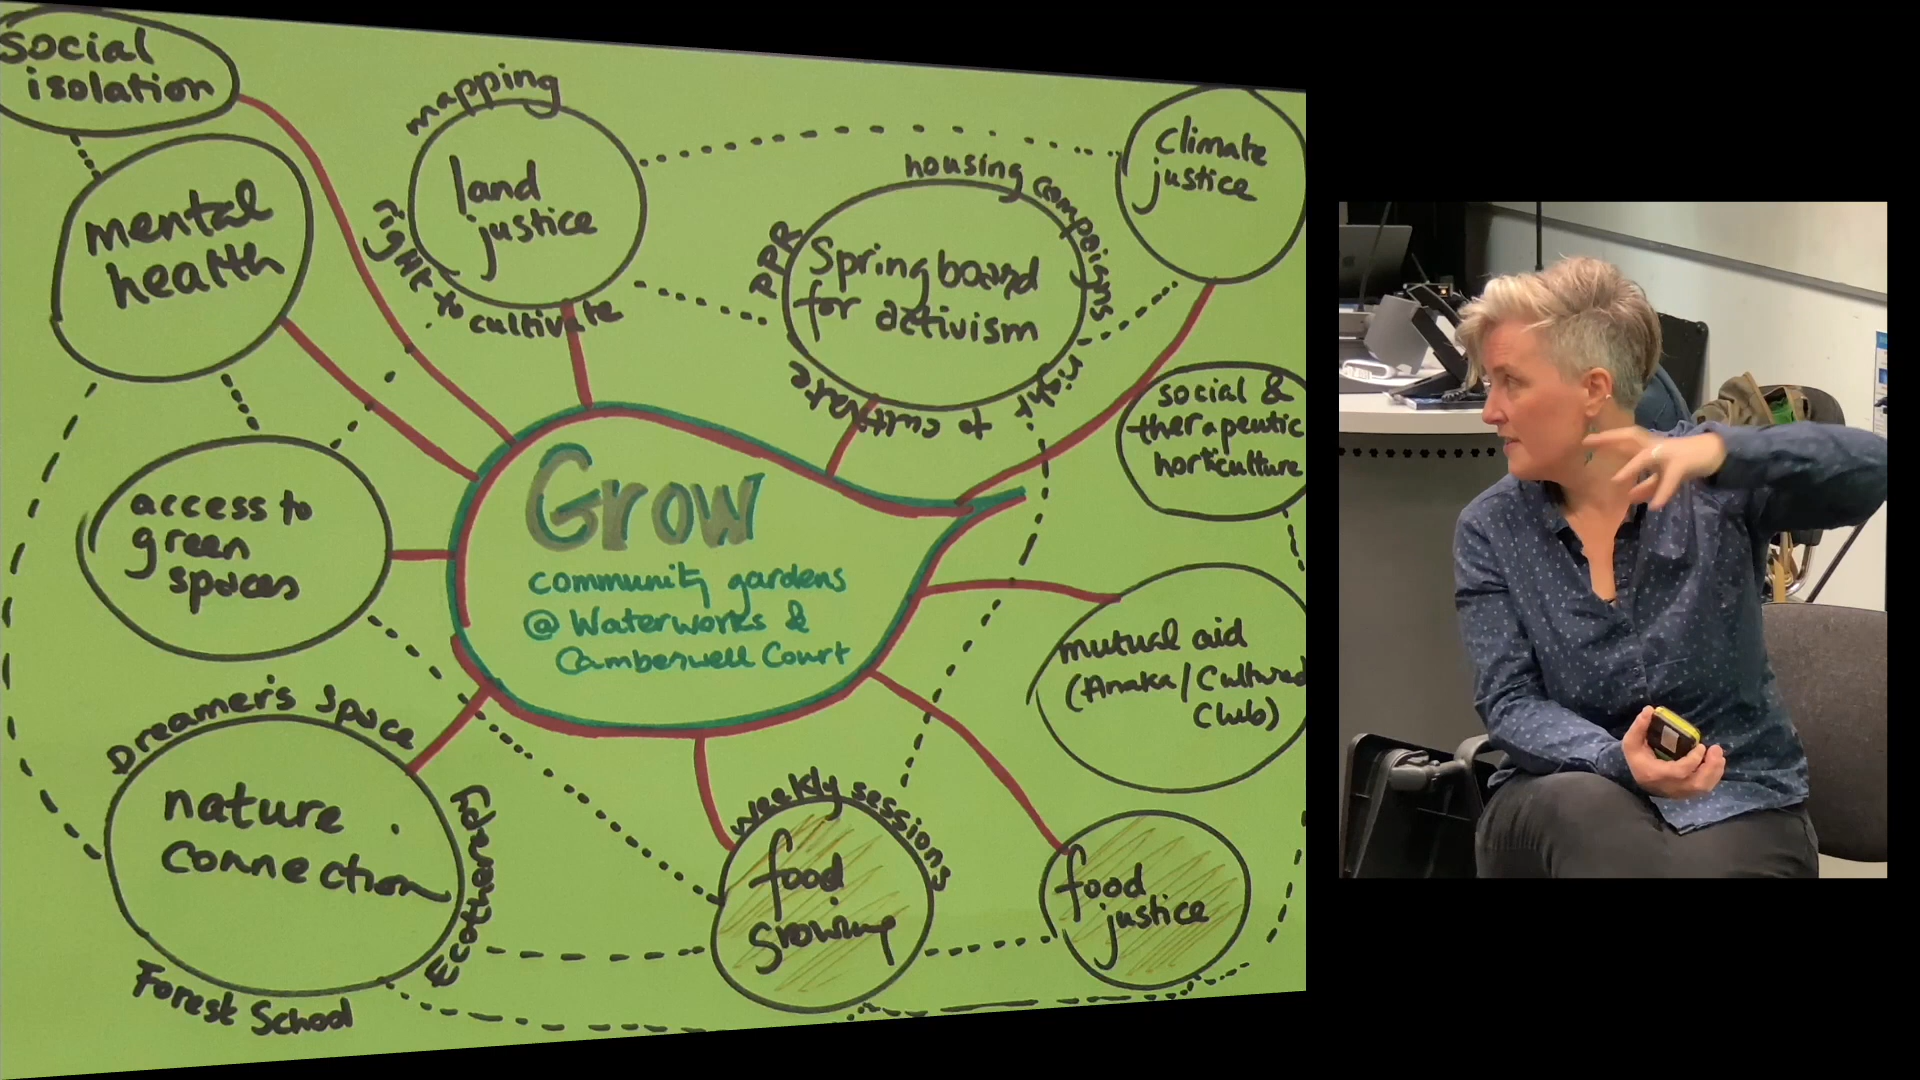 social
isolation
mental
health
mapping
land
justice
right to cultivate
housing campaigns
PPR
Springboard
for activism
right
to cultivate
climate
justice
social &
therapeutic
horticulture
access to
green
spaces
Grow
community gardens
@ Waterworks &
Camberwell Court
mutual aid
(Anaka/Cultured
Club)
Dreamer's Space
nature
connection
Ecotherapy
Forest School
weekly sessions
food
growing
food
justice